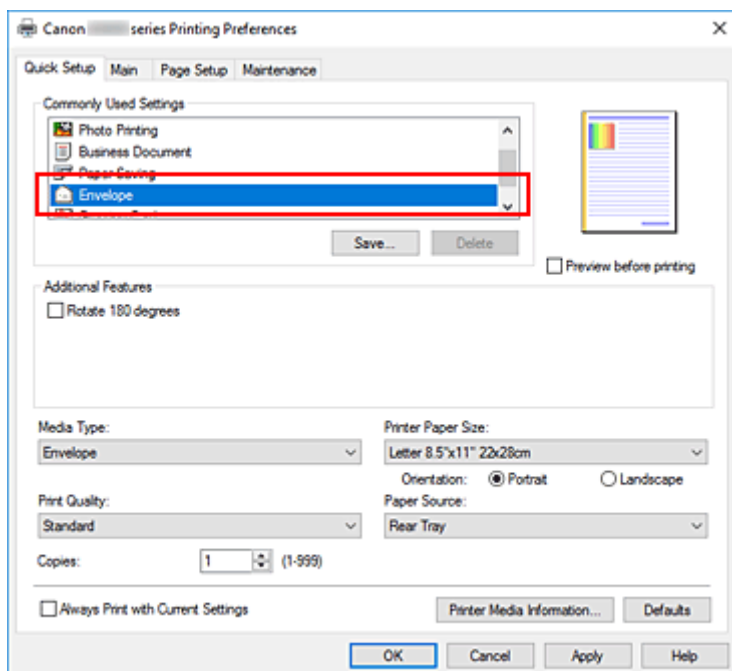 Canon series Printing Preferences
Quick Setup Main Page Setup Maintenance
Commonly Used Settings
Photo Printing
Business Document
Paper Saving
Envelope
Save... Delete
Preview before printing
Additional Features
Rotate 180 degrees
Media Type: Printer Paper Size:
Envelope Letter 8.5"x11" 22x28cm
Orientation: Portrait Landscape
Print Quality: Paper Source:
Standard Rear Tray
Copies: 1 (1-999)
Always Print with Current Settings Printer Media Information... Defaults
OK Cancel Apply Help